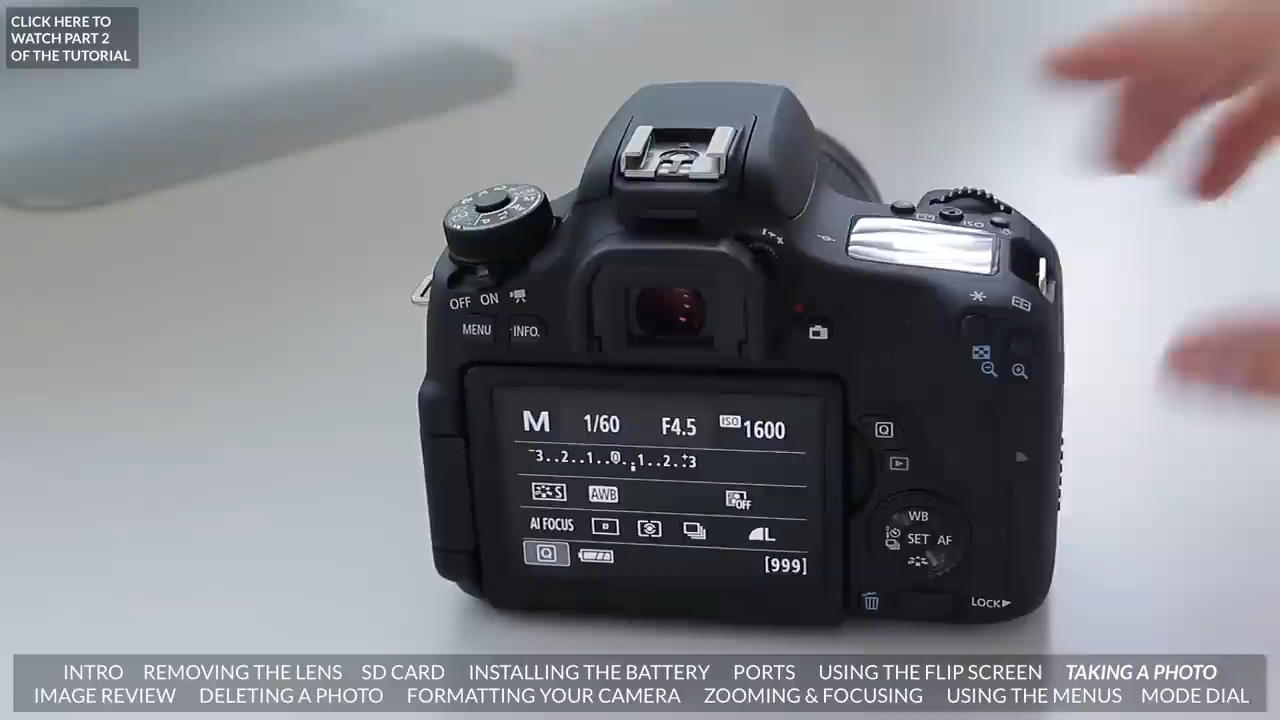 CLICK HERE TO
WATCH PART 2
OF THE TUTORIAL
OFF ON
MENU INFO.
ISO
M 1/60 F4.5 ISO 1600
-3..2..1..0..1..2..+3
S AWB OFF
AI FOCUS L
Q [999]
Q
WB
SET AF
LOCK
INTRO REMOVING THE LENS SD CARD INSTALLING THE BATTERY PORTS USING THE FLIP SCREEN TAKING A PHOTO
IMAGE REVIEW DELETING A PHOTO FORMATTING YOUR CAMERA ZOOMING & FOCUSING USING THE MENUS MODE DIAL